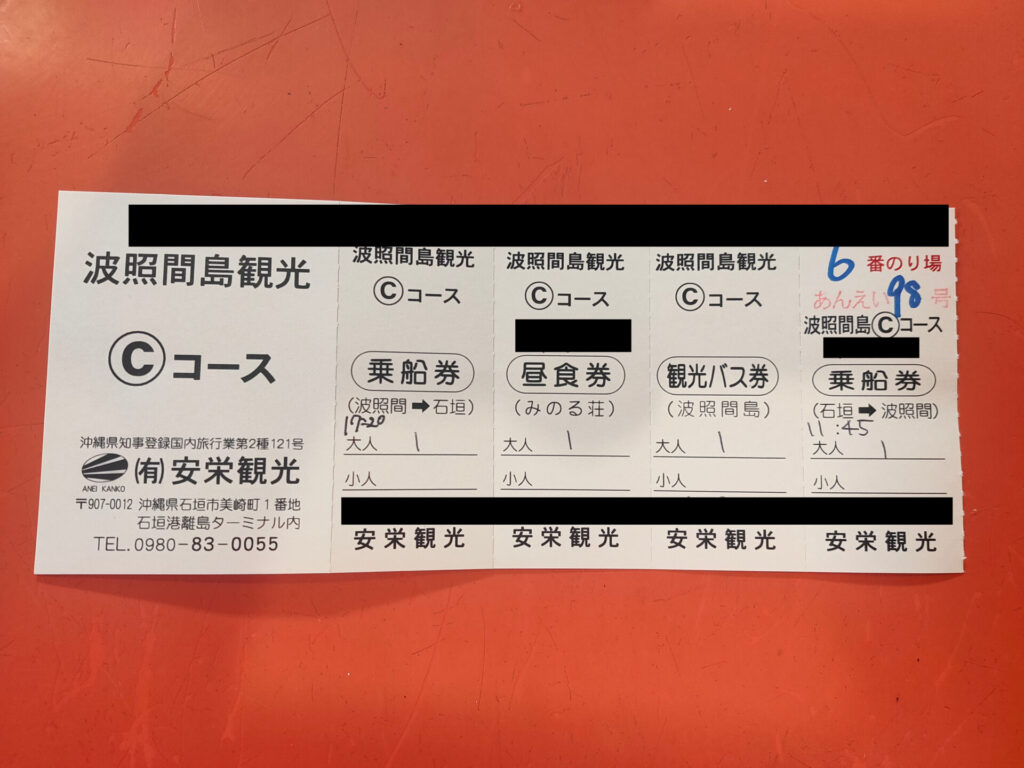 波照間島観光
Ⓒコース
沖縄県知事登録国内旅行業第2種121号
ANEI KANKO
(有)安栄観光
〒907-0012 沖縄県石垣市美崎町1番地
石垣港離島ターミナル内
TEL.0980-83-0055
波照間島観光
Ⓒコース
乗船券
(波照間➡石垣)
17-20
大人 1
小人
安栄観光
波照間島観光
Ⓒコース
昼食券
(みのる荘)
大人 1
小人
安栄観光
波照間島観光
Ⓒコース
観光バス券
(波照間島)
大人 1
小人
安栄観光
6 番のり場
あんえい98号
波照間島Ⓒコース
乗船券
(石垣➡波照間)
11:45
大人 1
小人
安栄観光